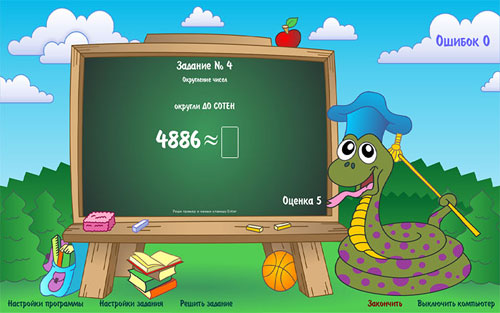 Ошибок 0
Задание № 4
Округление чисел
округли ДО СОТЕН
4886 ≈
Оценка 5
Настройки программы Настройки задания Решить задание Закончить Выключить компьютер